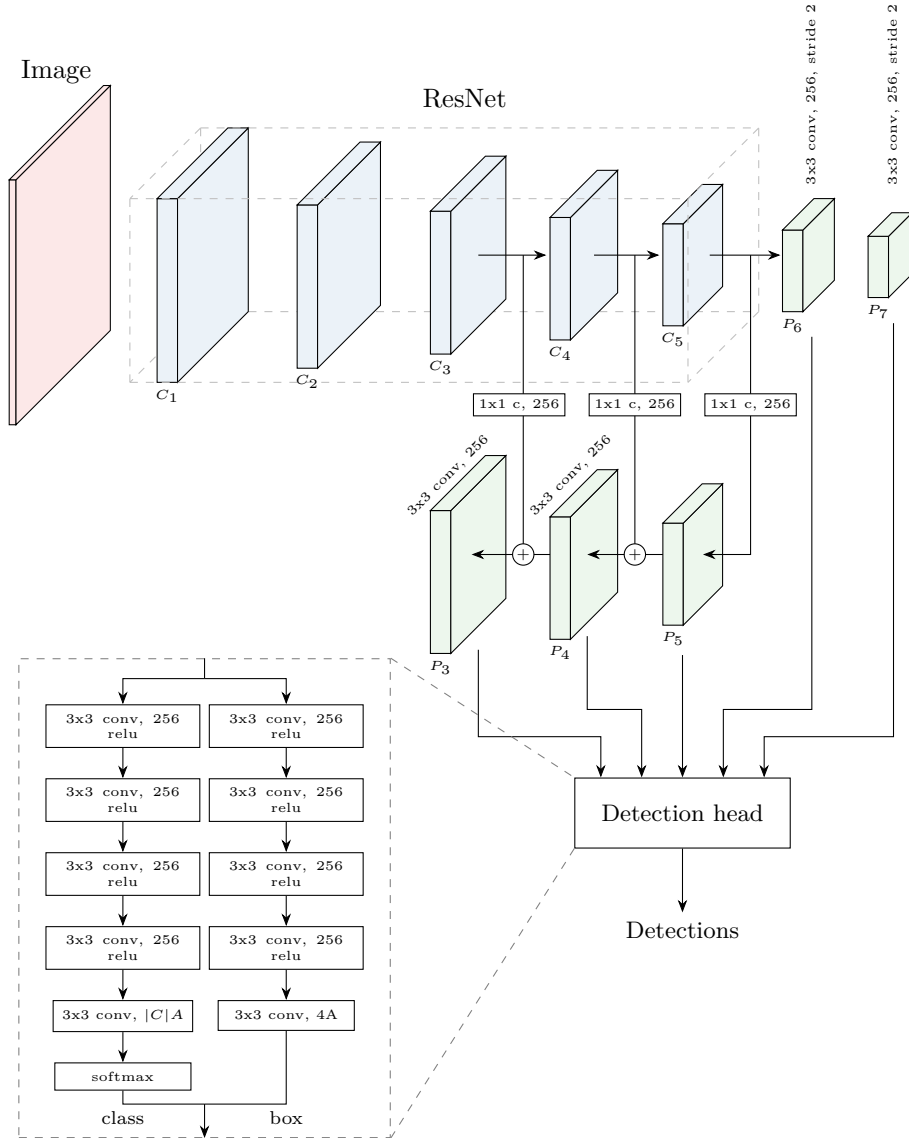 3x3 conv, 256, stride 2
3x3 conv, 256, stride 2
Image
ResNet
C1
C2
C3
C4
C5
P6
P7
1x1 c, 256
1x1 c, 256
1x1 c, 256
3x3 conv, 256
3x3 conv, 256
+
+
P3
P4
P5
3x3 conv, 256
relu
3x3 conv, 256
relu
3x3 conv, 256
relu
3x3 conv, 256
relu
3x3 conv, |C|A
softmax
class
3x3 conv, 256
relu
3x3 conv, 256
relu
3x3 conv, 256
relu
3x3 conv, 256
relu
3x3 conv, 4A
box
Detection head
Detections